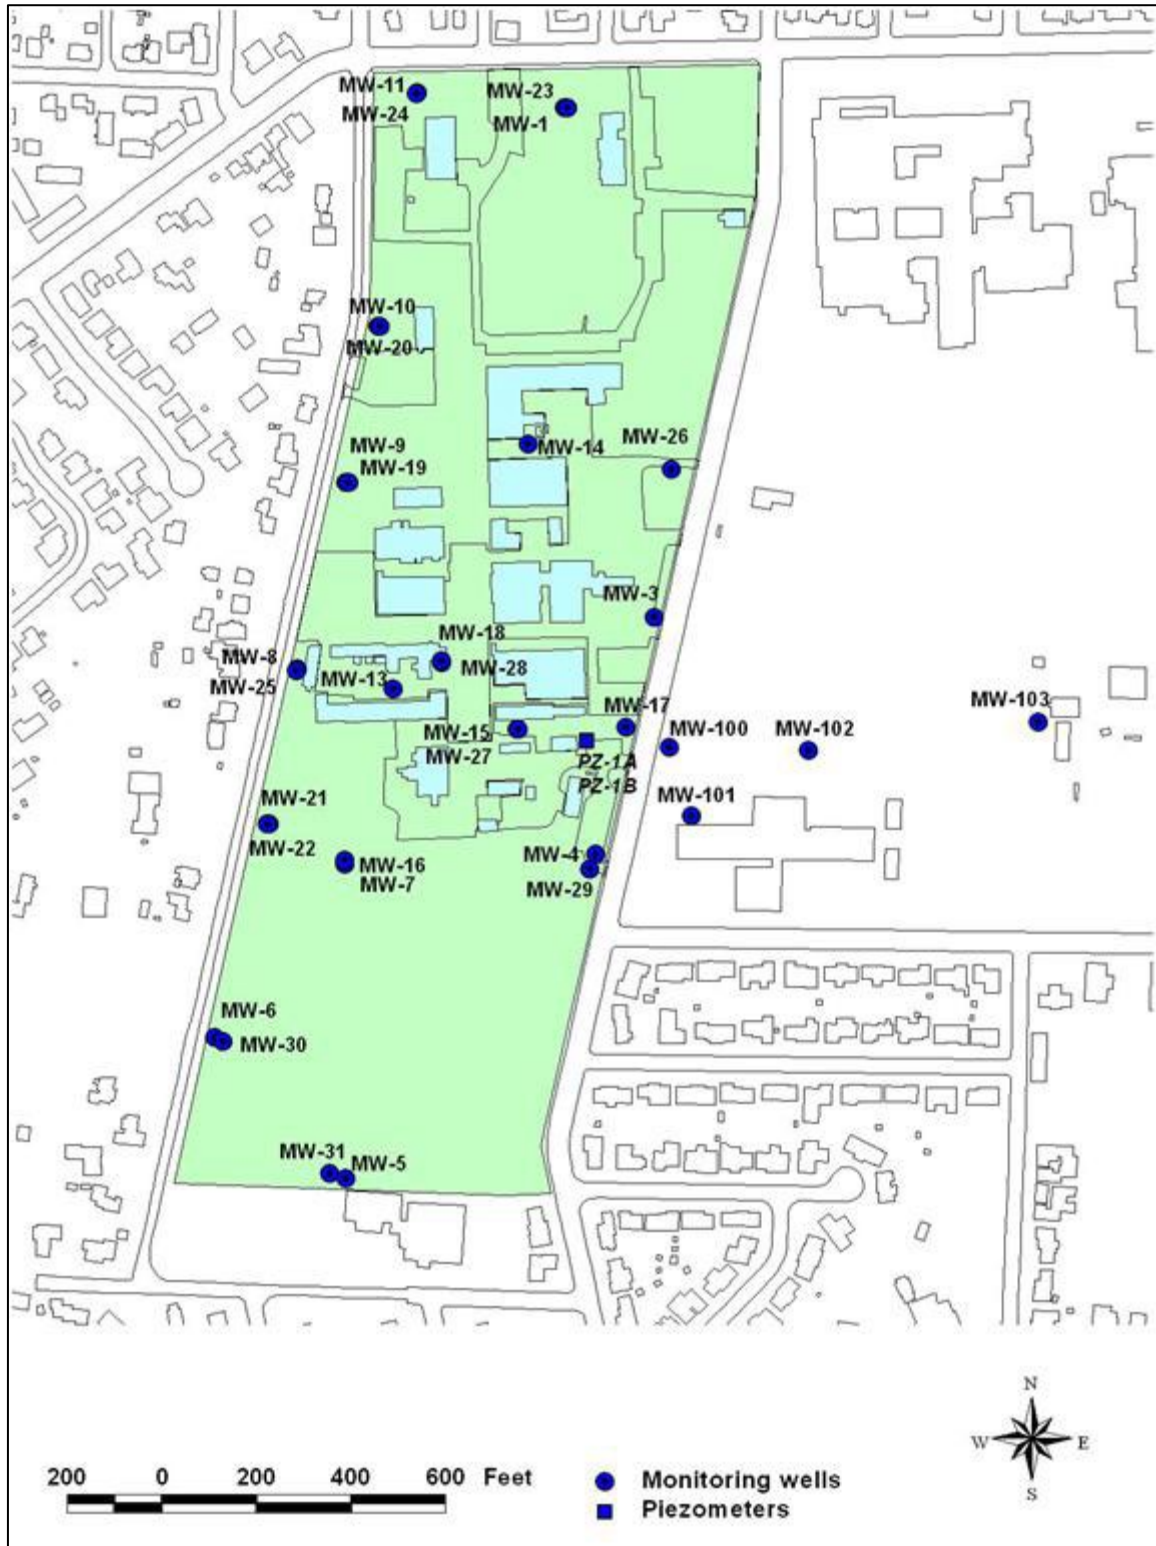 MW-11
MW-24
MW-23
MW-1
MW-10
MW-20
MW-9
MW-19
MW-14
MW-26
MW-3
MW-18
MW-28
MW-8
MW-25
MW-13
MW-15
MW-27
MW-17
PZ-1A
PZ-1B
MW-100
MW-102
MW-103
MW-101
MW-21
MW-22
MW-16
MW-7
MW-4
MW-29
MW-6
MW-30
MW-31
MW-5
N
W E
S
200 0 200 400 600 Feet
Monitoring wells
Piezometers